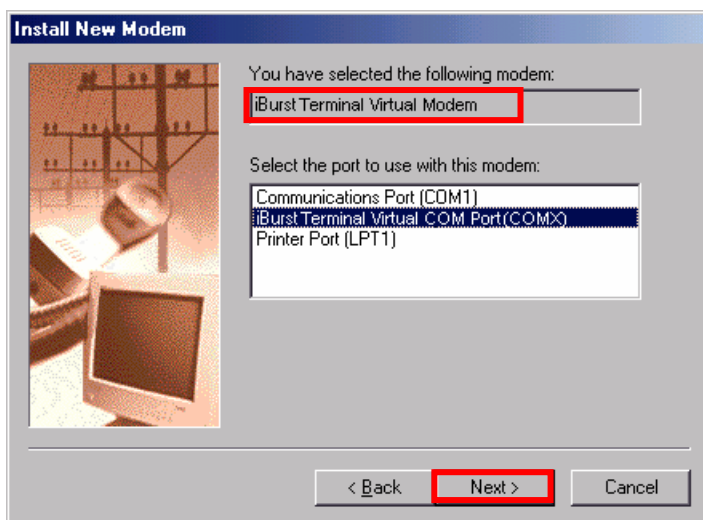 Install New Modem
You have selected the following modem:
iBurst Terminal Virtual Modem
Select the port to use with this modem:
Communications Port (COM1)
iBurst Terminal Virtual COM Port(COMX)
Printer Port (LPT1)
< Back Next > Cancel